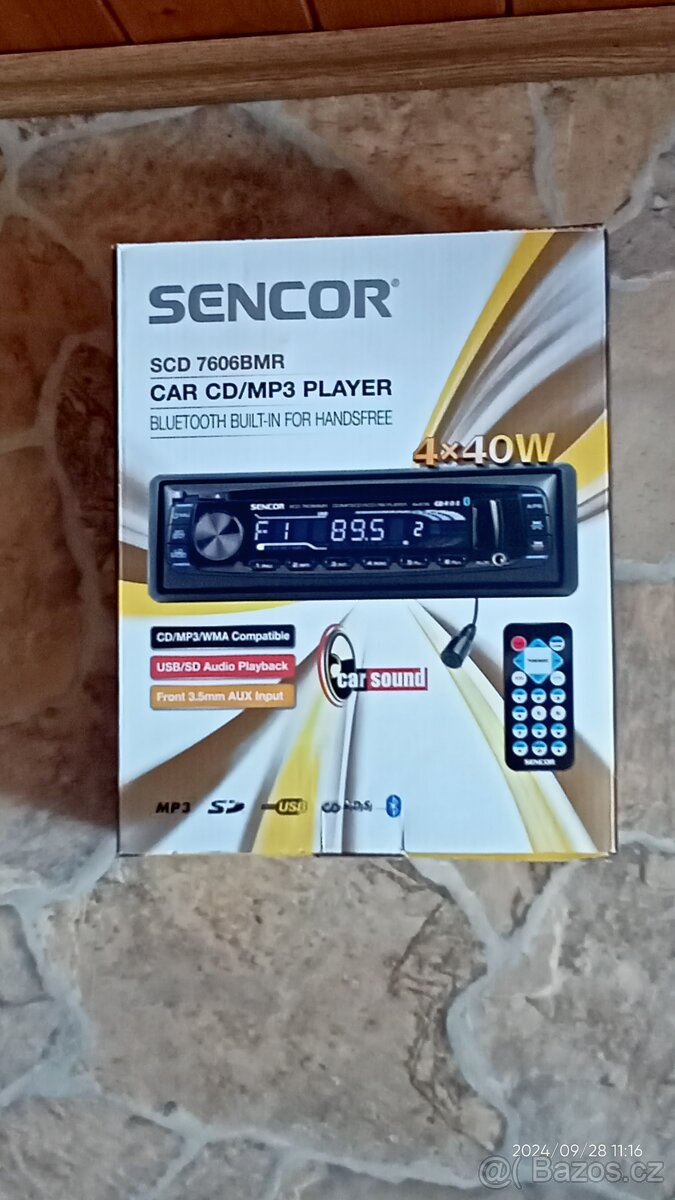 SENCOR®
SCD 7606BMR
CAR CD/MP3 PLAYER
BLUETOOTH BUILT-IN FOR HANDSFREE
4×40W
SENCOR
F1 89.5 2
CD/MP3/WMA Compatible
USB/SD Audio Playback
Front 3.5mm AUX Input
car sound
SENCOR
MP3 SD USB
2024/09/28 11:16
@( Bazos.cz